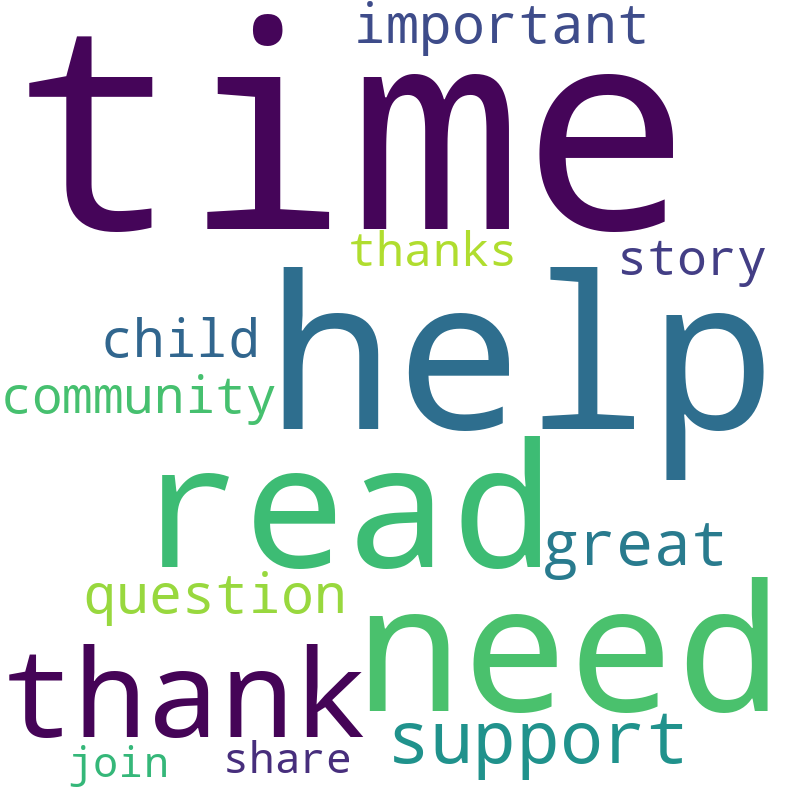 important
time
thanks
story
help
child
community
read
great
question
need
thank
support
join
share